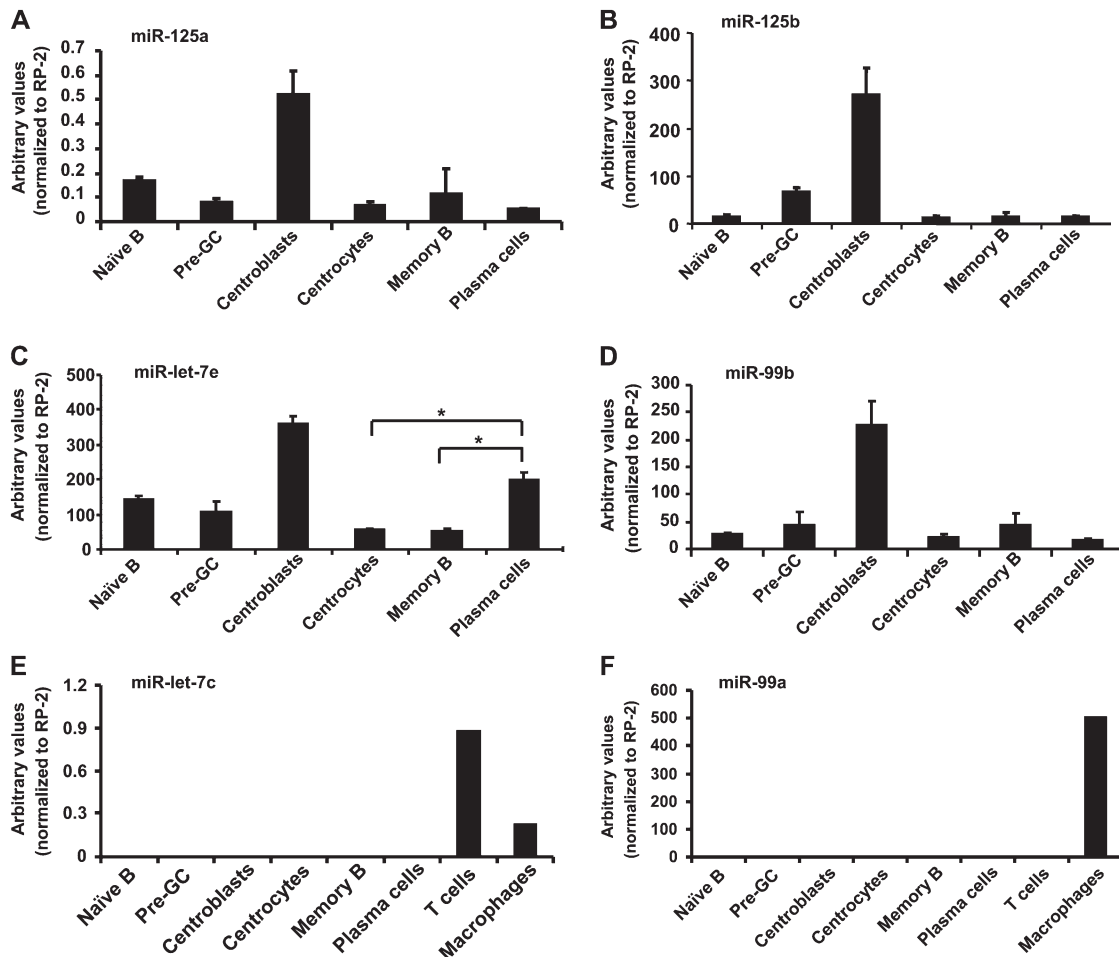 A
miR-125a
Arbitrary values
(normalized to RP-2)
0.7
0.6
0.5
0.4
0.3
0.2
0.1
0
Naïve B
Pre-GC
Centroblasts
Centrocytes
Memory B
Plasma cells
B
miR-125b
Arbitrary values
(normalized to RP-2)
400
300
200
100
0
Naïve B
Pre-GC
Centroblasts
Centrocytes
Memory B
Plasma cells
C
miR-let-7e
Arbitrary values
(normalized to RP-2)
500
400
300
200
100
0
*
*
Naïve B
Pre-GC
Centroblasts
Centrocytes
Memory B
Plasma cells
D
miR-99b
Arbitrary values
(normalized to RP-2)
300
250
200
150
100
50
0
Naïve B
Pre-GC
Centroblasts
Centrocytes
Memory B
Plasma cells
E
miR-let-7c
Arbitrary values
(normalized to RP-2)
1.2
0.9
0.6
0.3
0
Naïve B
Pre-GC
Centroblasts
Centrocytes
Memory B
Plasma cells
T cells
Macrophages
F
miR-99a
Arbitrary values
(normalized to RP-2)
600
500
400
300
200
100
0
Naïve B
Pre-GC
Centroblasts
Centrocytes
Memory B
Plasma cells
T cells
Macrophages